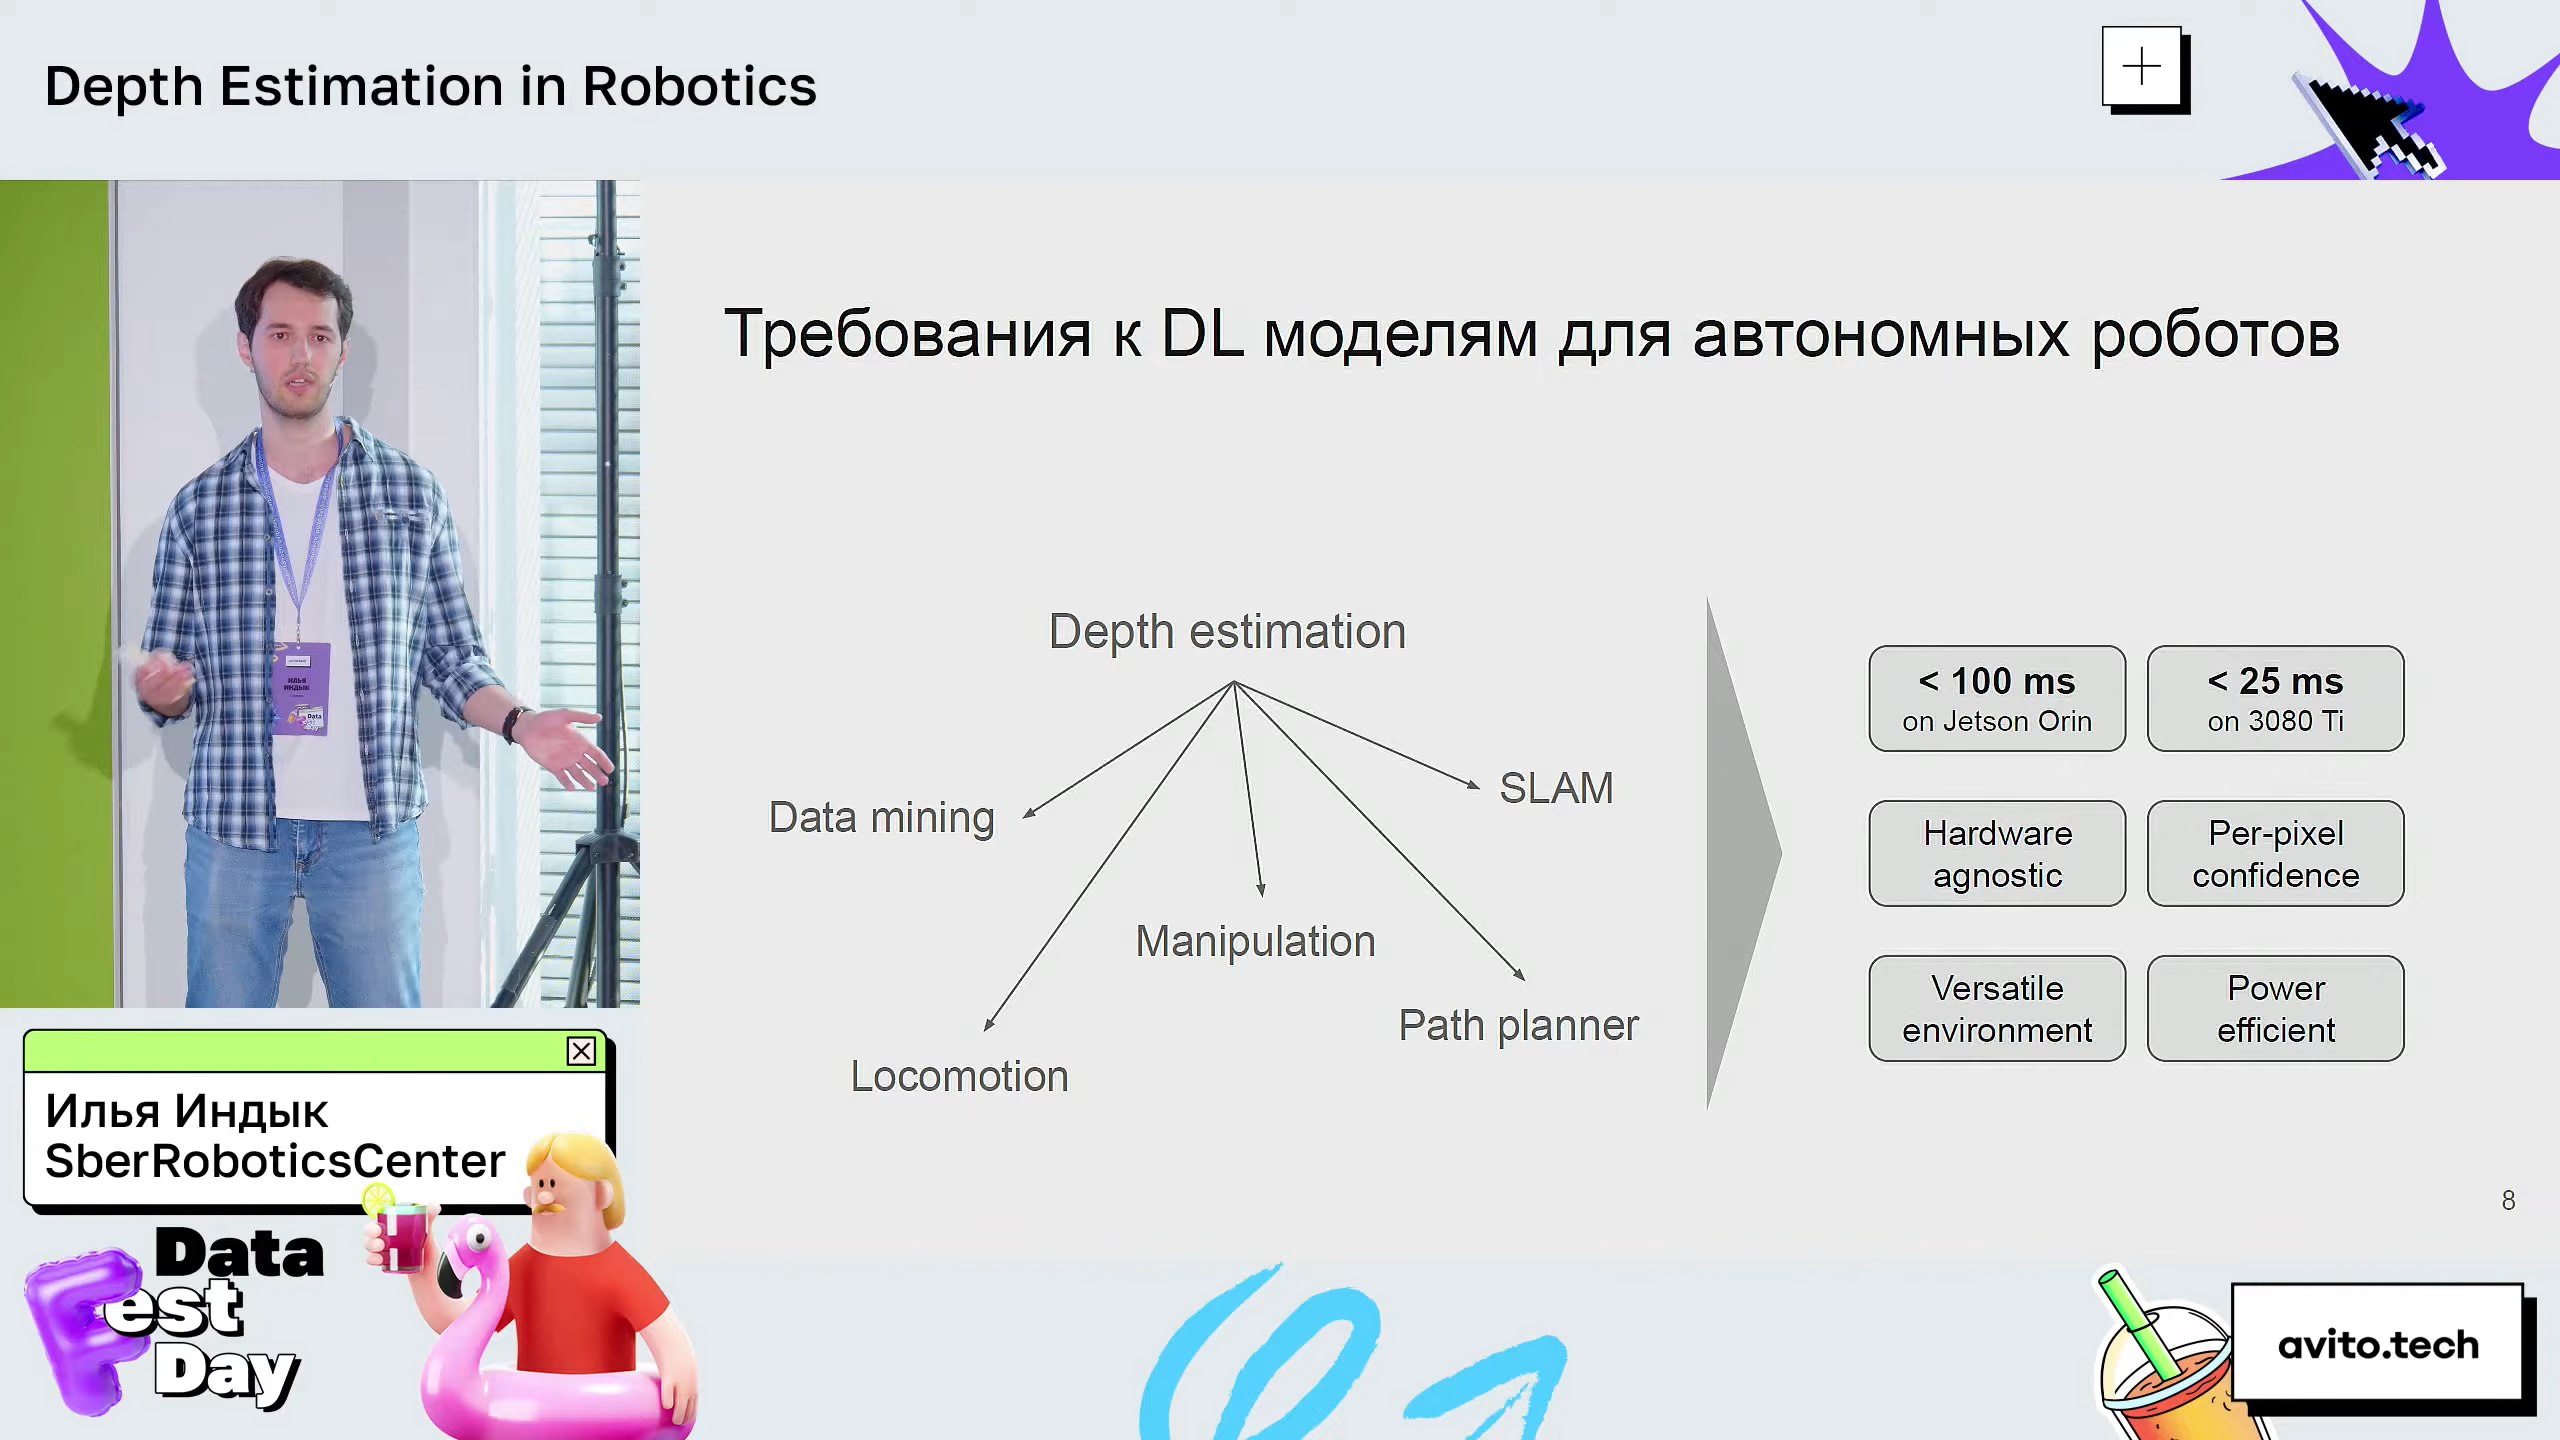 Depth Estimation in Robotics
Требования к DL моделям для автономных роботов
Depth estimation
Data mining
SLAM
Manipulation
Path planner
Locomotion
< 100 ms
on Jetson Orin
< 25 ms
on 3080 Ti
Hardware
agnostic
Per-pixel
confidence
Versatile
environment
Power
efficient
8
ИЛЬЯ
ИНДЫК
Илья Индык
SberRoboticsCenter
Data
Fest
Day
avito.tech